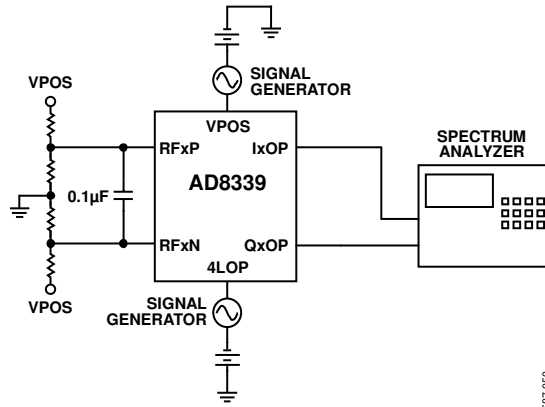 SIGNAL
GENERATOR
VPOS
VPOS
RFxP
IxOP
SPECTRUM
ANALYZER
AD8339
0.1µF
RFxN
QxOP
4LOP
VPOS
SIGNAL
GENERATOR